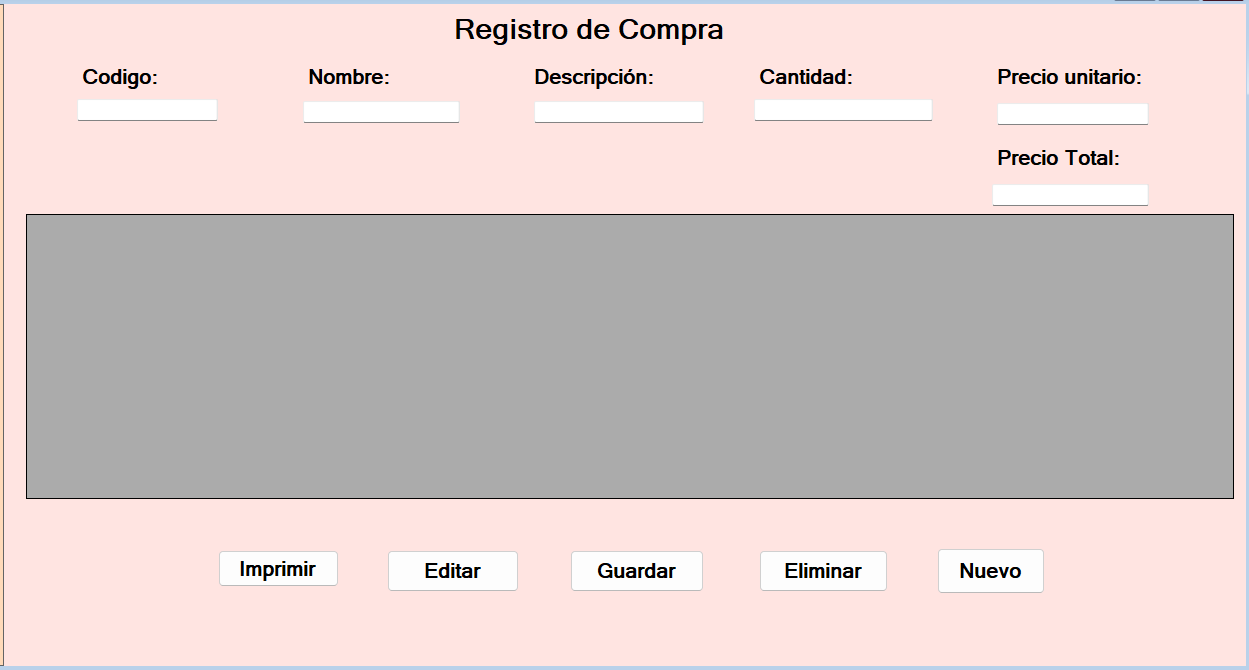 Registro de Compra
Codigo: Nombre: Descripción: Cantidad: Precio unitario:
Precio Total:
Imprimir Editar Guardar Eliminar Nuevo